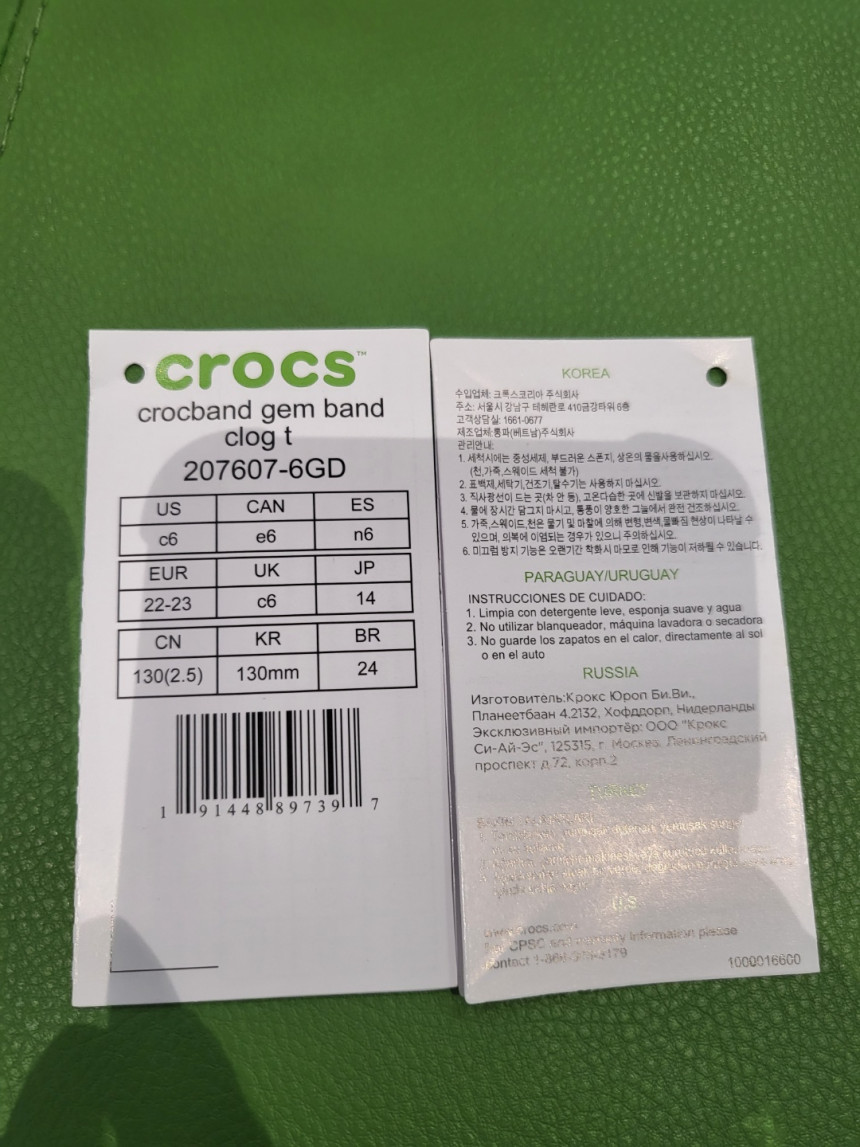 crocs™
crocband gem band
clog t
207607-6GD
US CAN ES
c6 e6 n6
EUR UK JP
22-23 c6 14
CN KR BR
130(2.5) 130mm 24
1 91448 89739 7
KOREA
수입업체: 크록스코리아 주식회사
주소: 서울시 강남구 테헤란로 410금강타워 6층
고객상담실: 1661-0677
제조업체:통파(베트남)주식회사
관리안내:
1. 세척시에는 중성세제, 부드러운 스폰지, 상온의 물을사용하십시오.
(천,가죽,스웨이드 세척 불가)
2. 표백제,세탁기,건조기,탈수기는 사용하지 마십시오.
3. 직사광선이 드는 곳(차 안 등), 고온다습한 곳에 신발을 보관하지 마십시오.
4. 물에 장시간 담그지 마시고, 통풍이 양호한 그늘에서 완전 건조하십시오.
5. 가죽,스웨이드,천은 물기 및 마찰에 의해 변형,변색,물빠짐 현상이 나타날 수
있으며, 의복에 이염되는 경우가 있으니 주의하십시오.
6. 미끄럼 방지 기능은 오랜기간 착화시 마모로 인해 기능이 저하될 수 있습니다.
PARAGUAY/URUGUAY
INSTRUCCIONES DE CUIDADO:
1. Limpia con detergente leve, esponja suave y agua
2. No utilizar blanqueador, máquina lavadora o secadora
3. No guarde los zapatos en el calor, directamente al sol
o en el auto
RUSSIA
Изготовитель:Крокс Юроп Би.Ви.,
Планеетбаан 4,2132, Хофддорп, Нидерланды
Эксклюзивный импортёр: ООО "Крокс
Си-Ай-Эс", 125315, г. Москва, Ленинградский
проспект д.72, корп.2
US
CPSC information please
contact
1000016600